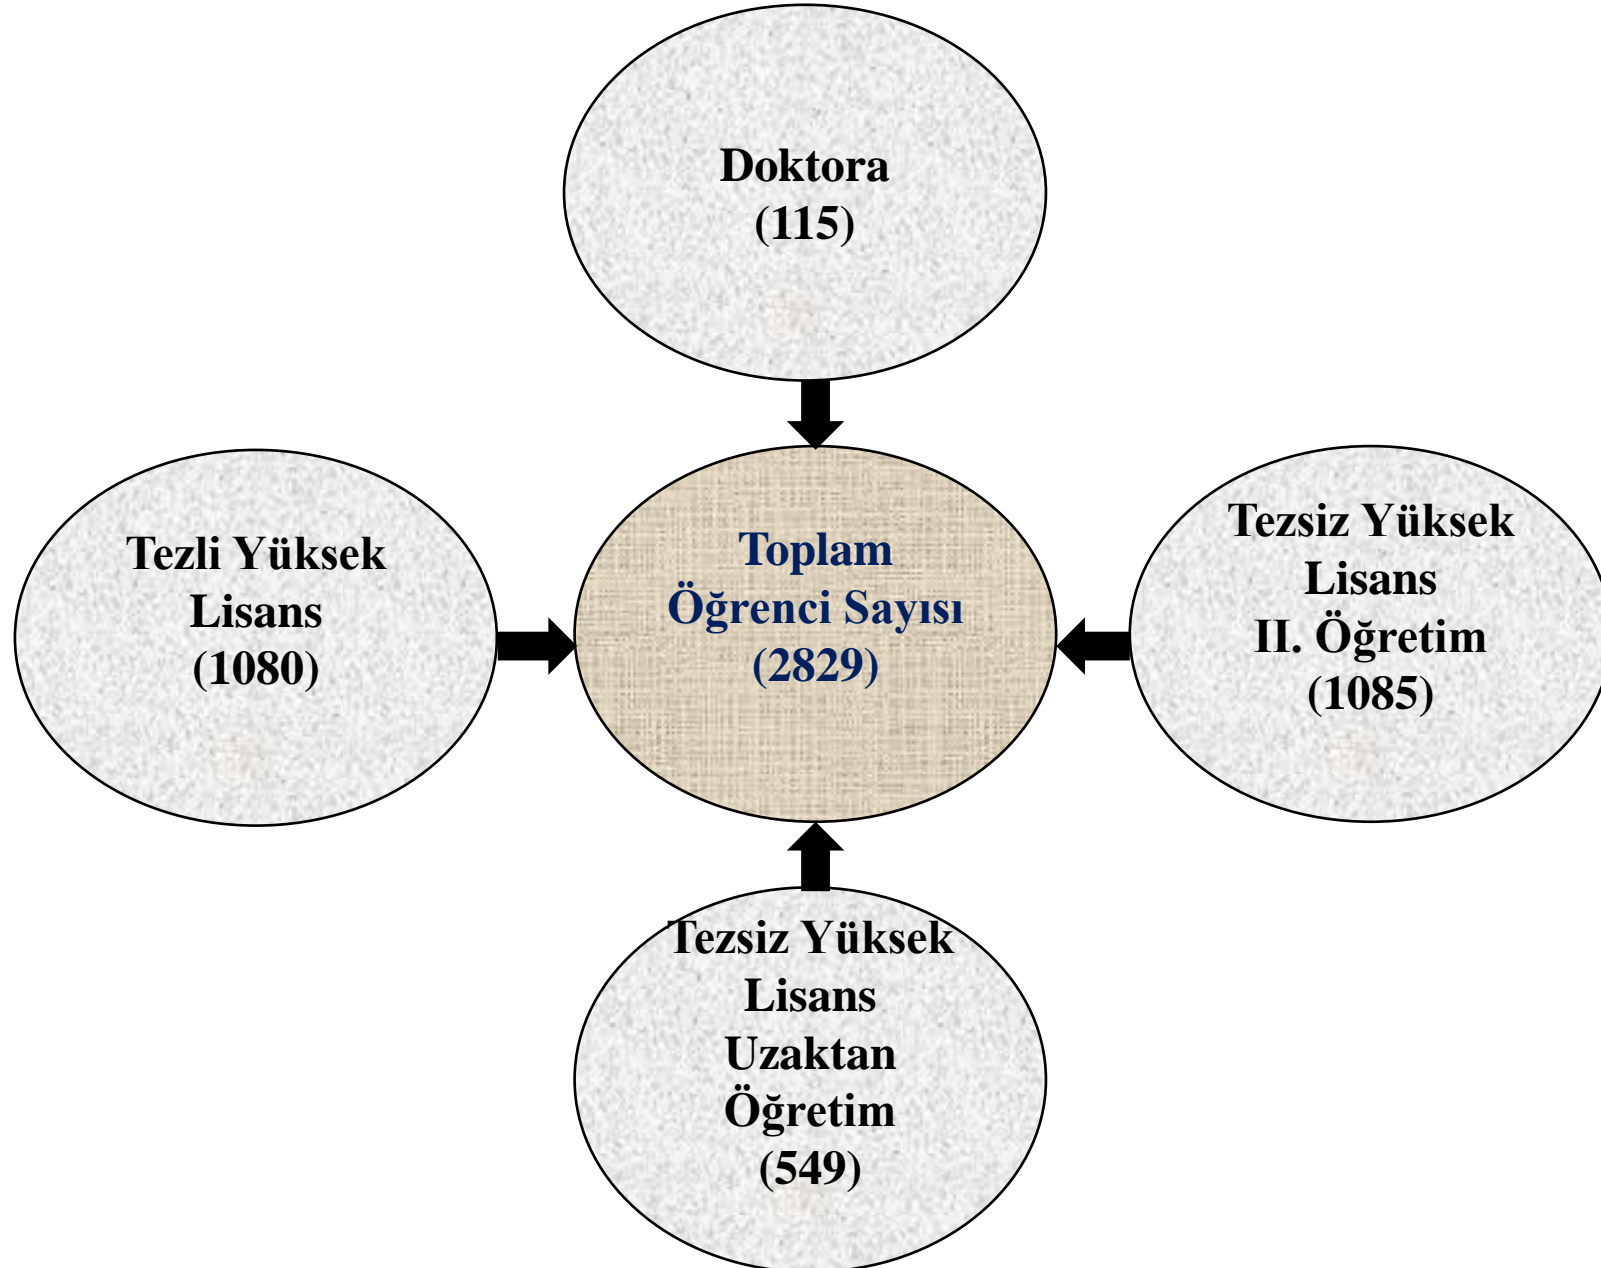 Doktora
(115)
Tezli Yüksek
Lisans
(1080)
Toplam
Öğrenci Sayısı
(2829)
Tezsiz Yüksek
Lisans
II. Öğretim
(1085)
Tezsiz Yüksek
Lisans
Uzaktan
Öğretim
(549)